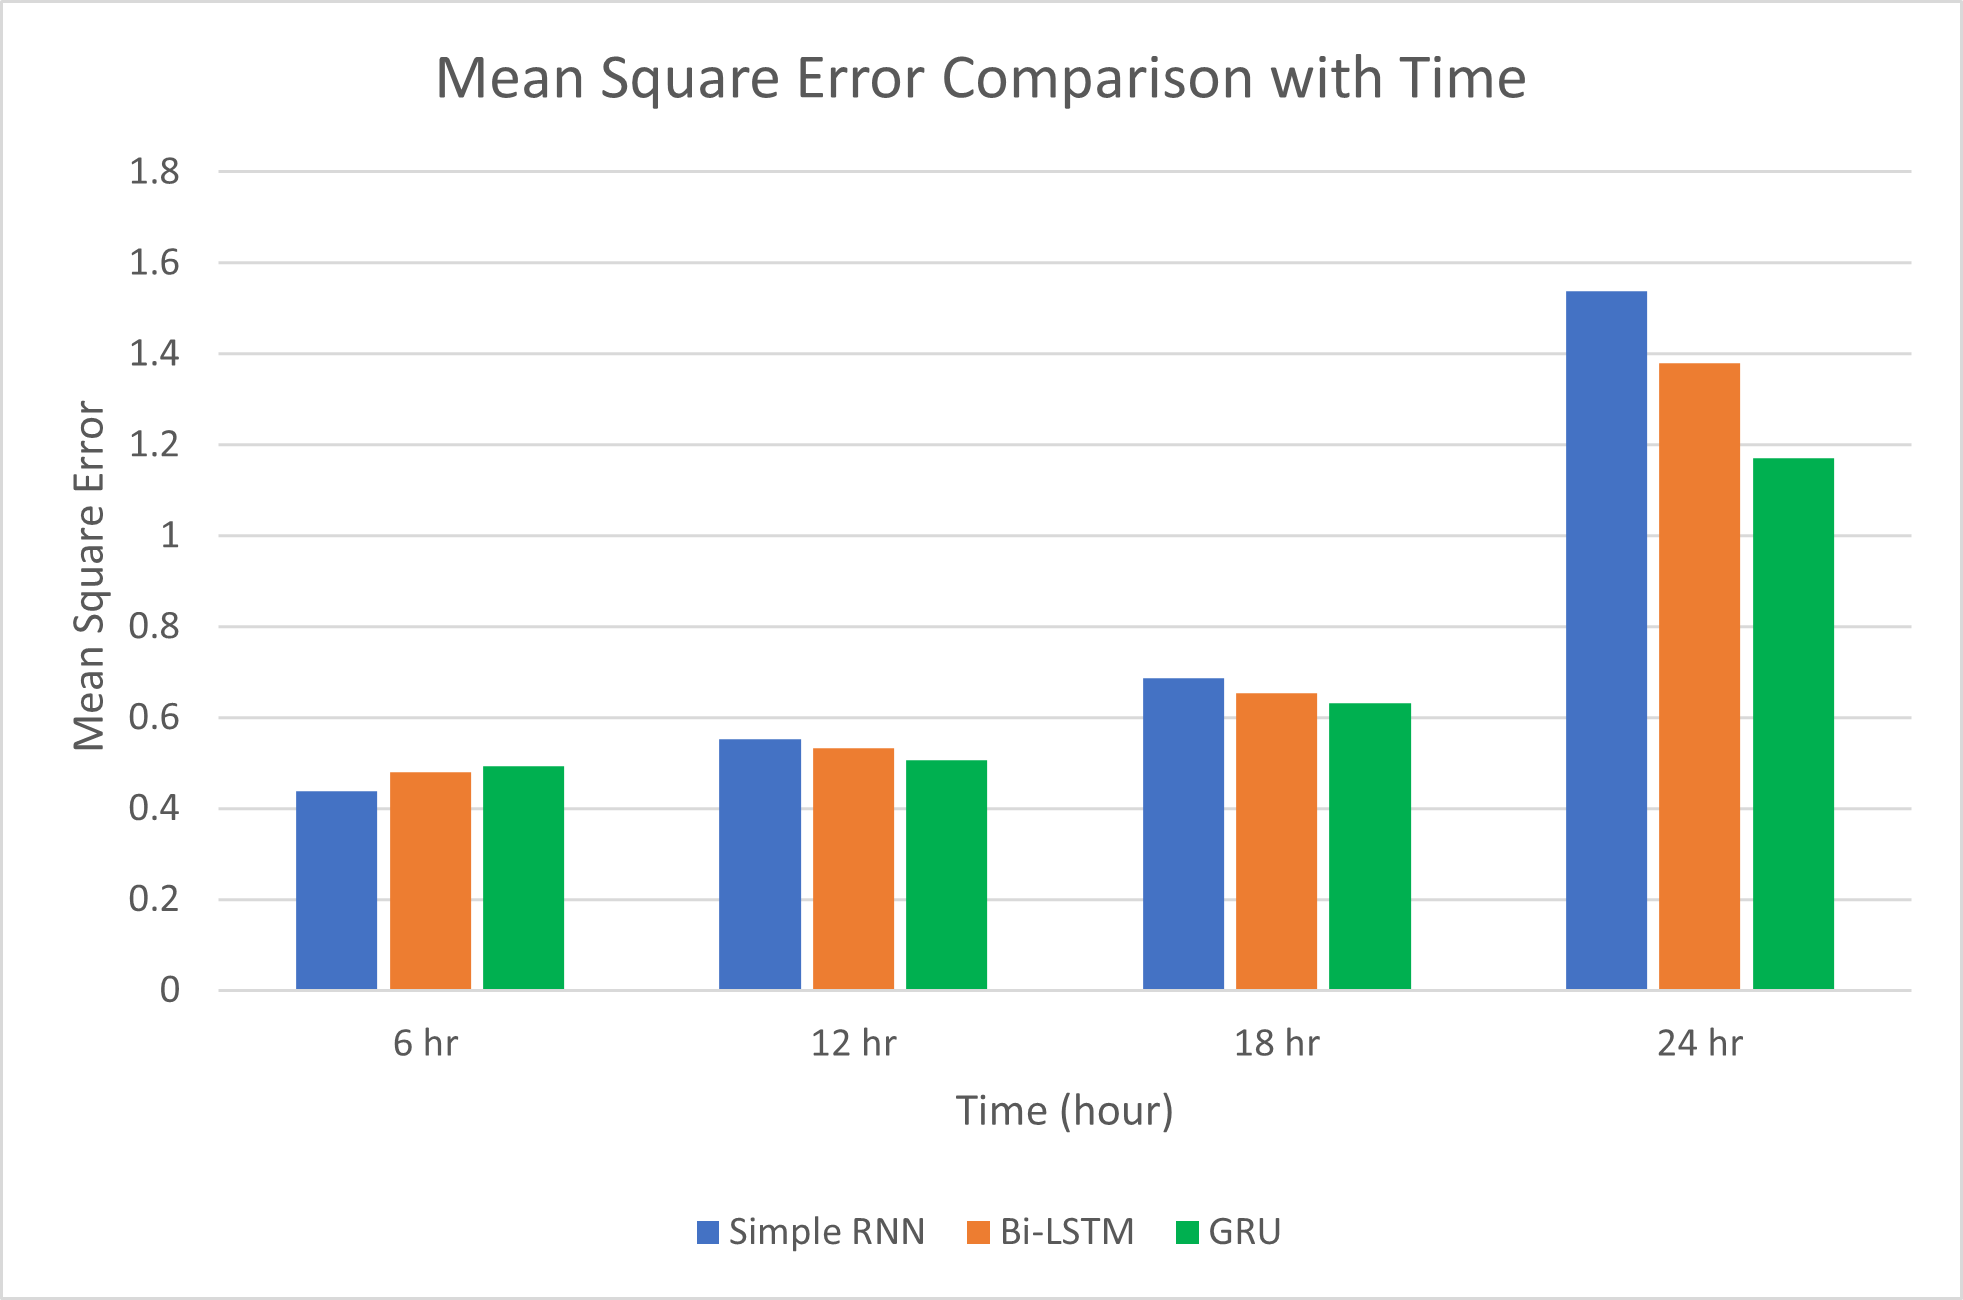 Mean Square Error Comparison with Time
1.8
1.6
1.4
1.2
1
0.8
0.6
0.4
0.2
0
Mean Square Error
6 hr
12 hr
18 hr
24 hr
Time (hour)
Simple RNN
Bi-LSTM
GRU